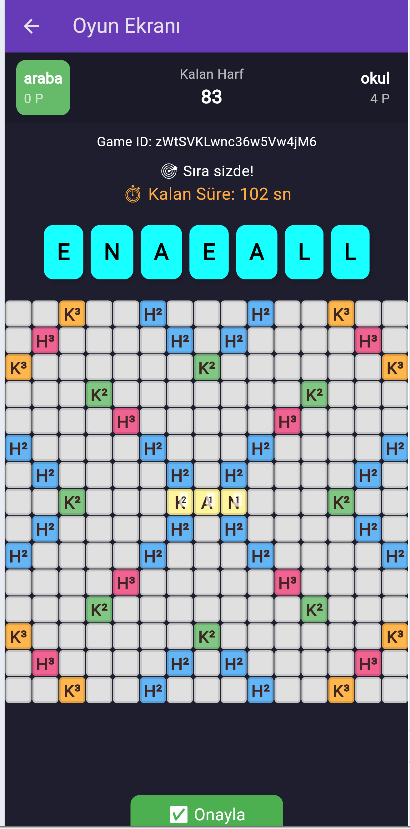 Oyun Ekranı
araba Kalan Harf okul
0 P 83 4 P
Game ID: zWtSVKLwnc36w5Vw4jM6
Sıra sizde!
Kalan Süre: 102 sn
E N A E A L L
K³ H² H² K³
H³ H² H² H³
K³ K² K³
K² K²
H³ H³
H² H² H² H²
H² H² H² H²
K² K2 A1 N1 K²
H² H² H² H²
H² H² H² H²
H³ H³
K² K²
K³ K² K³
H³ H² H² H³
K³ H² H² K³
Onayla